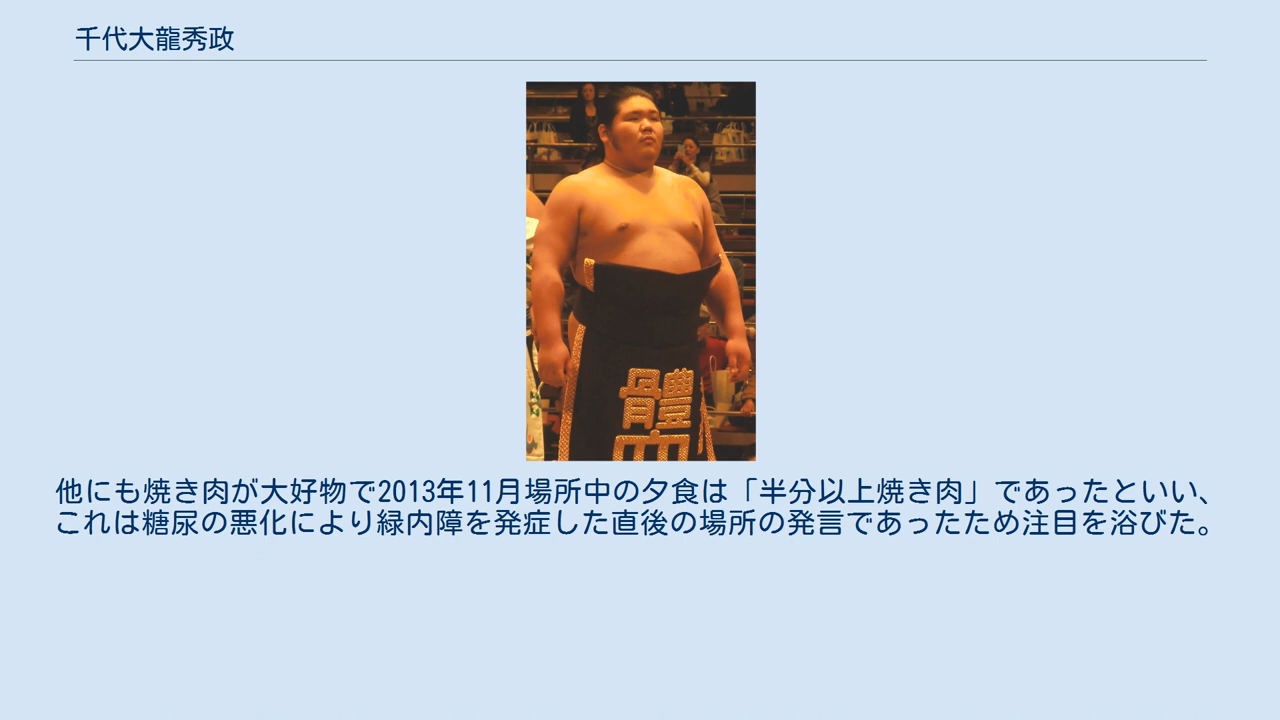 千代大龍秀政
體
他にも焼き肉が大好物で2013年11月場所中の夕食は「半分以上焼き肉」であったといい、
これは糖尿の悪化により緑内障を発症した直後の場所の発言であったため注目を浴びた。